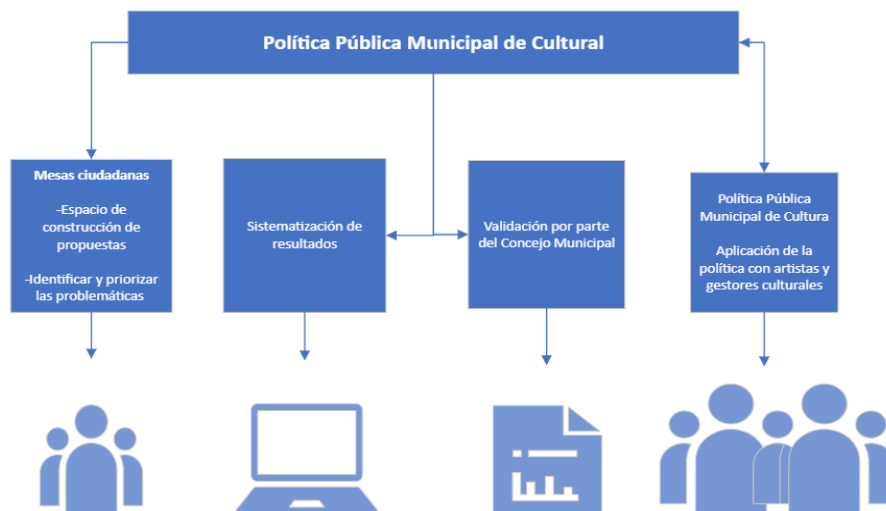 Política Pública Municipal de Cultural
Mesas ciudadanas
-Espacio de
construcción de
propuestas
-Identificar y priorizar
las problemáticas
Sistematización de
resultados
Validación por parte
del Concejo Municipal
Política Pública
Municipal de Cultura
Aplicación de la
política con artistas y
gestores culturales